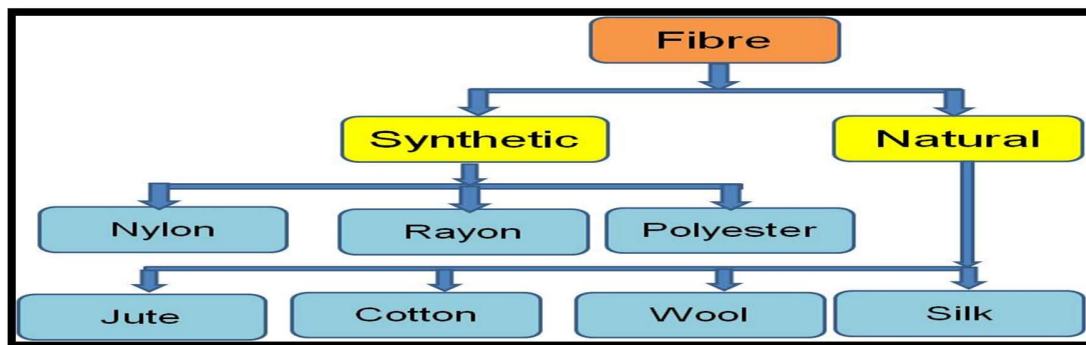 Fibre
Synthetic
Natural
Nylon
Rayon
Polyester
Jute
Cotton
Wool
Silk